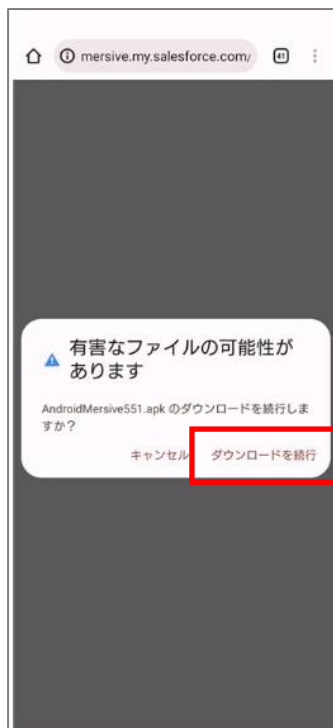 mersive.my.salesforce.com/
41
有害なファイルの可能性が
あります
AndroidMersive551.apk のダウンロードを続行しま
すか？
キャンセル ダウンロードを続行